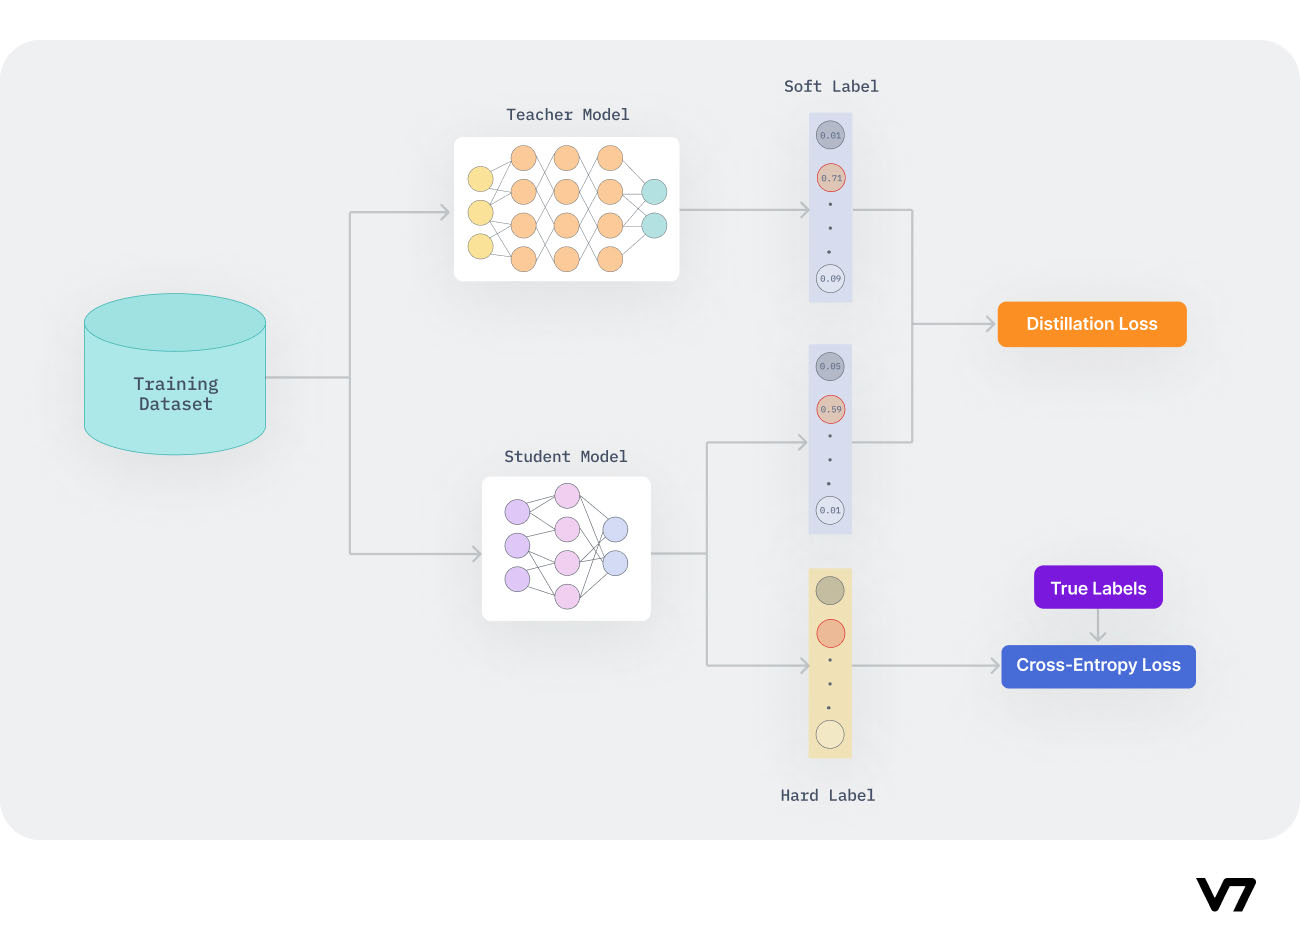 Soft Label
Teacher Model
0.01
0.71
0.09
Distillation Loss
Training
Dataset
0.05
0.59
0.01
Student Model
True Labels
Cross-Entropy Loss
Hard Label
V7